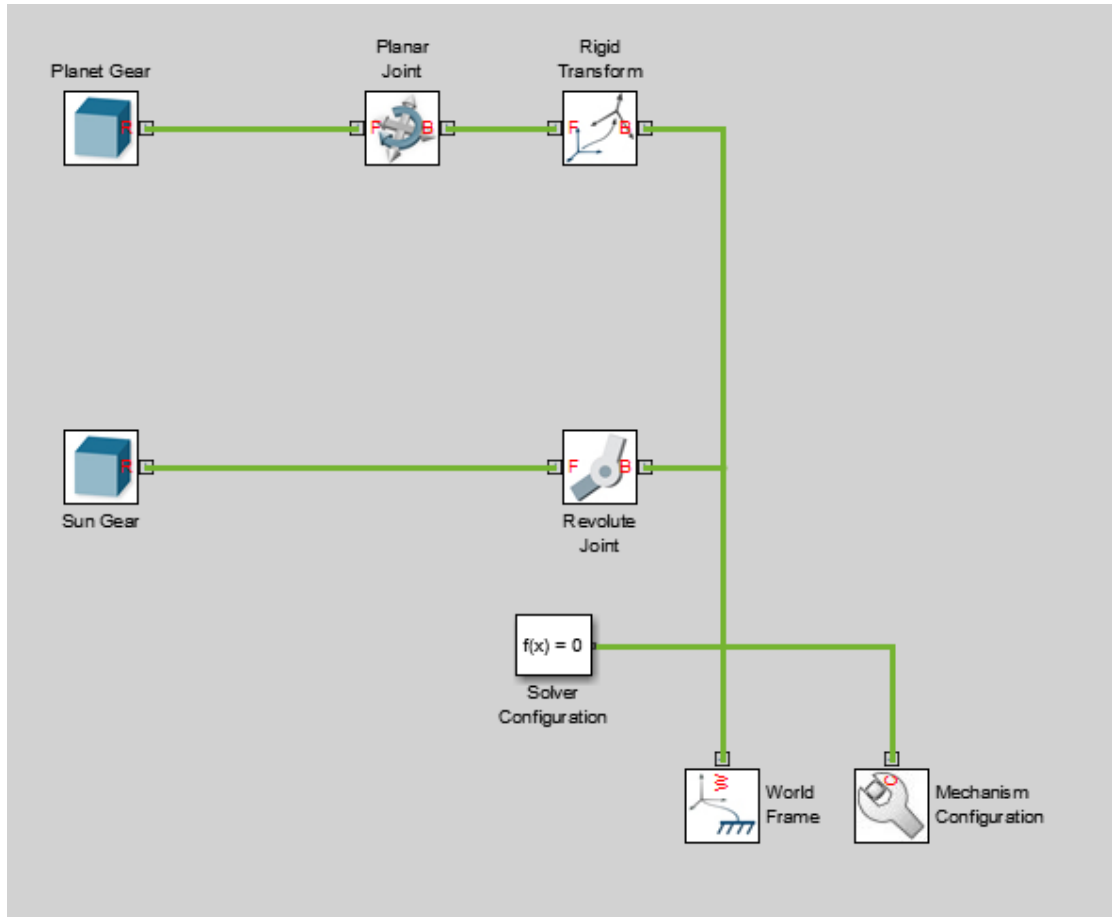 Planet Gear
Planar
Joint
Rigid
Transform
R
F
B
F
B
R
F
B
Sun Gear
Revolute
Joint
f(x) = 0
Solver
Configuration
W
C
World
Frame
Mechanism
Configuration